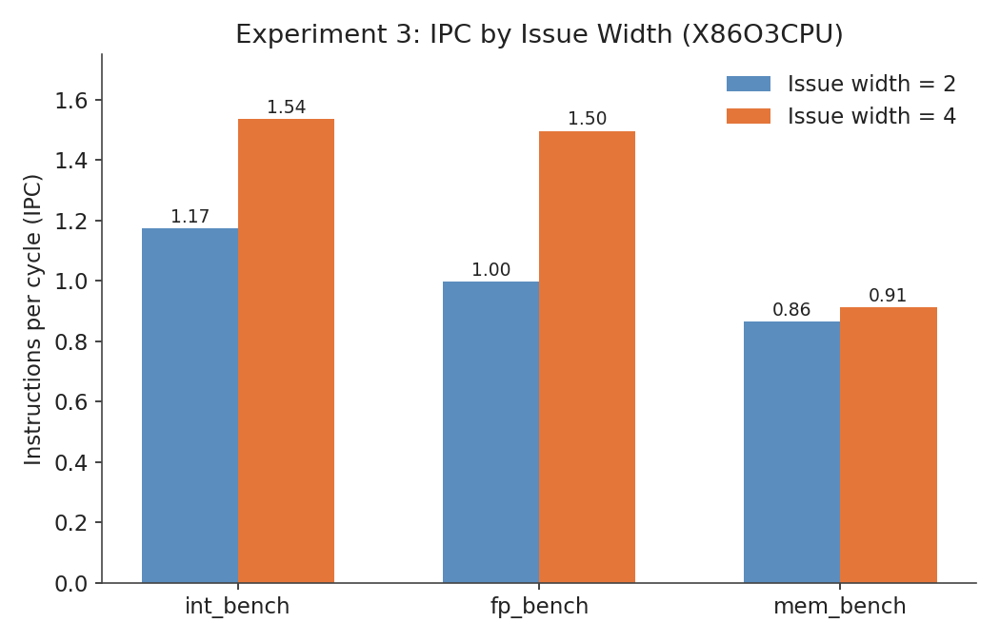 Experiment 3: IPC by Issue Width (X86O3CPU)
Issue width = 2
Issue width = 4
Instructions per cycle (IPC)
1.6
1.4
1.2
1.0
0.8
0.6
0.4
0.2
0.0
1.17
1.54
1.00
1.50
0.86
0.91
int_bench
fp_bench
mem_bench